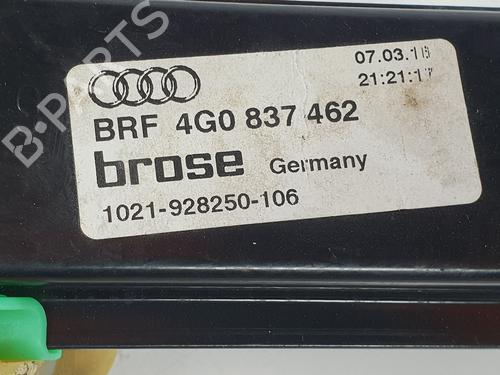 B-PARTS
07.03.16
21:21:17
BRF 4G0 837 462
brose Germany
1021-928250-106